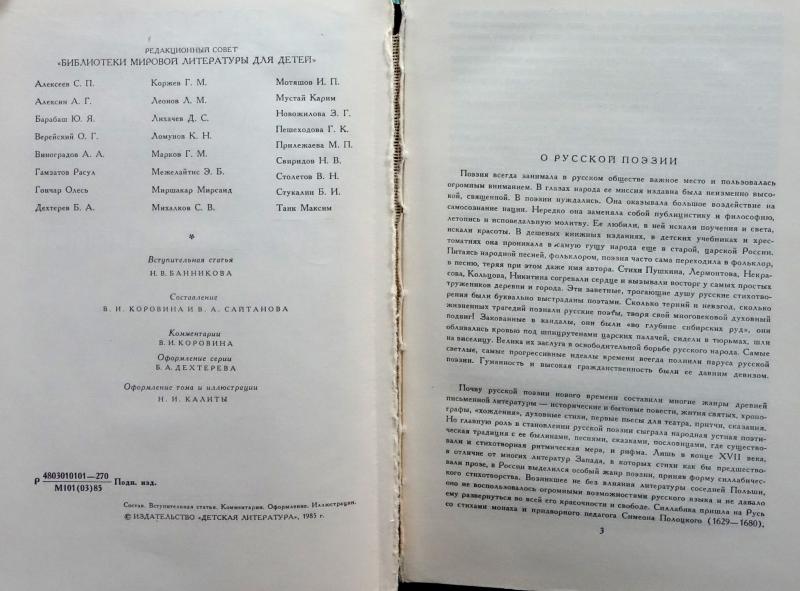 РЕДАКЦИОННЫЙ СОВЕТ
«БИБЛИОТЕКИ МИРОВОЙ ЛИТЕРАТУРЫ ДЛЯ ДЕТЕЙ»
Алексеев С. П.
Алексин А. Г.
Барабаш Ю. Я.
Верейский О. Г.
Виноградов А. А.
Гамзатов Расул
Гончар Олесь
Дехтерев Б. А.
Коржев Г. М.
Леонов Л. М.
Лихачев Д. С.
Ломунов К. Н.
Марков Г. М.
Межелайтис Э. Б.
Миршакар Мирсаид
Михалков С. В.
Мотяшов И. П.
Мустай Карим
Новожилова Э. Г.
Пешеходова Г. К.
Прилежаева М. П.
Свиридов Н. В.
Столетов В. Н.
Стукалин Б. И.
Танк Максим
*
Вступительная статья
Н. В. БАННИКОВА
Составление
В. И. КОРОВИНА И В. А. САЙТАНОВА
Комментарии
В. И. КОРОВИНА
Оформление серии
Б. А. ДЕХТЕРЕВА
Оформление тома и иллюстрации
Н. И. КАЛИТЫ
Р 4803010101—270
М101(03)85 Подп. изд.
Состав. Вступительная статья. Комментарии. Оформление. Иллюстрации.
© ИЗДАТЕЛЬСТВО «ДЕТСКАЯ ЛИТЕРАТУРА», 1985 г.
О РУССКОЙ ПОЭЗИИ
Поэзия всегда занимала в русском обществе важное место и пользовалась
огромным вниманием. В глазах народа ее миссия издавна была неизменно высо-
кой, священной. В поэзии нуждались. Она оказывала большое воздействие на
самосознание нации. Нередко она заменяла собой публицистику и философию,
летопись и исповедальную молитву. Ее любили, в ней искали поучения и света,
искали красоты. В дешевых книжных изданиях, в детских учебниках и хрес-
томатиях она проникала в самую гущу народа еще в старой, царской России.
Питаясь народной песней, фольклором, поэзия часто сама переходила в фольклор,
в песню, теряя при этом даже имя автора. Стихи Пушкина, Лермонтова, Некра-
сова, Кольцова, Никитина согревали сердце и вызывали восторг у самых простых
тружеников деревни и города. Эти заветные, трогающие душу русские стихотво-
рения были буквально выстраданы поэтами. Сколько терний и невзгод, сколько
жизненных трагедий познали русские поэты, творя свой многовековой духовный
подвиг! Закованные в кандалы, они были «во глубине сибирских руд», они
обливались кровью под шпицрутенами царских палачей, сидели в тюрьмах, шли
на виселицу. Велика их заслуга в освободительной борьбе русского народа. Самые
светлые, самые прогрессивные идеалы времени всегда полнили паруса русской
поэзии. Гуманность и высокая гражданственность были ее давним девизом.
Почву русской поэзии нового времени составили многие жанры древней
письменной литературы — исторические и бытовые повести, жития святых, хроно-
графы, «хождения», духовные стихи, первые пьесы для театра, притчи, сказания.
Но главную роль в становлении русской поэзии сыграла народная устная поэти-
ческая традиция с ее былинами, песнями, сказками, пословицами, где существо-
вали и стихотворная ритмическая мера, и рифма. Лишь в конце XVII века,
в отличие от многих литератур Запада, в которых стихи как бы предшество-
вали прозе, в России выделился особый жанр поэзии, приняв форму силлабичес-
кого стихотворства. Возникшее не без влияния литературы соседней Польши,
оно не воспользовалось огромными возможностями русского языка и не давало
ему развернуться во всей его красочности и свободе. Силлабика пришла на Русь
со стихами монаха и придворного педагога Симеона Полоцкого (1629—1680),
3